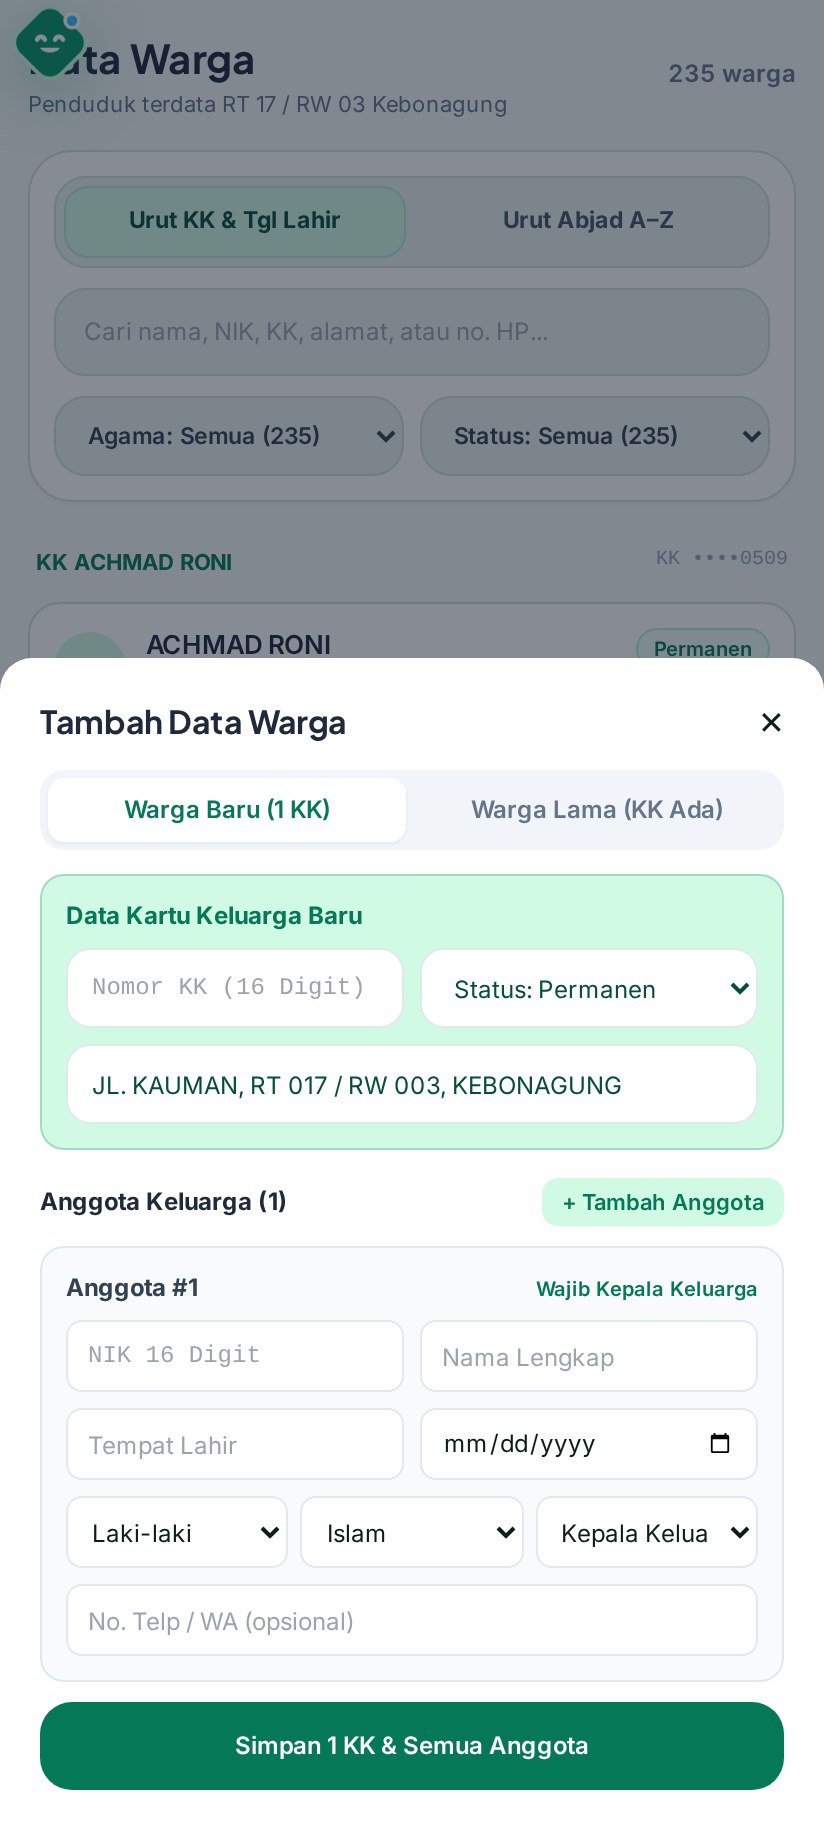 Data Warga
235 warga
Penduduk terdata RT 17 / RW 03 Kebonagung
Urut KK & Tgl Lahir
Urut Abjad A–Z
Cari nama, NIK, KK, alamat, atau no. HP...
Agama: Semua (235)
Status: Semua (235)
KK ACHMAD RONI
KK ••••0509
ACHMAD RONI
Permanen
Tambah Data Warga
Warga Baru (1 KK)
Warga Lama (KK Ada)
Data Kartu Keluarga Baru
Nomor KK (16 Digit)
Status: Permanen
JL. KAUMAN, RT 017 / RW 003, KEBONAGUNG
Anggota Keluarga (1)
+ Tambah Anggota
Anggota #1
Wajib Kepala Keluarga
NIK 16 Digit
Nama Lengkap
Tempat Lahir
mm/dd/yyyy
Laki-laki
Islam
Kepala Kelua
No. Telp / WA (opsional)
Simpan 1 KK & Semua Anggota